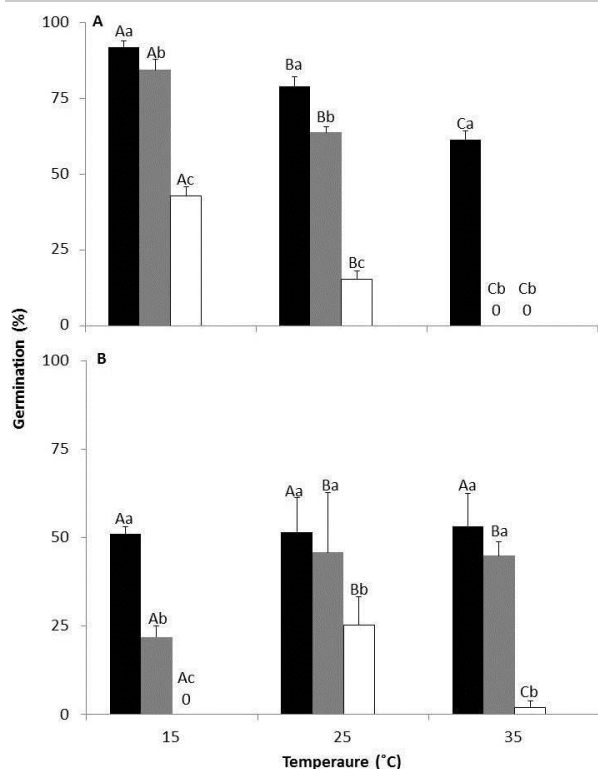 100
A
Aa
Ab
Ac
Ba
Bb
Bc
Ca
Cb
0
Cb
0
75
50
25
0
Germination (%)
100
B
Aa
Ab
Ac
0
Aa
Ba
Bb
Aa
Ba
Cb
75
50
25
0
15
25
35
Temperaure (˚C)